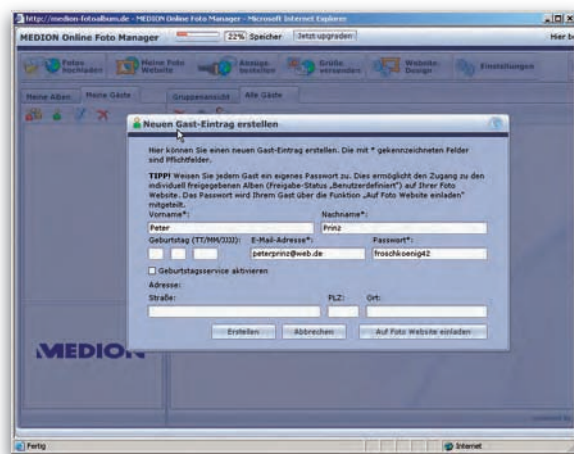 http://medion-fotoalbum.de - MEDION Online Foto Manager - Microsoft Internet Explorer
MEDION Online Foto Manager 22% Speicher Jetzt upgraden Hier be
Fotos hochladen
Meine Foto Website
Abzüge bestellen
Grüße versenden
Website-Design
Einstellungen
Meine Alben Meine Gäste Gruppenansicht Alle Gäste
Neuen Gast-Eintrag erstellen
Hier können Sie einen neuen Gast-Eintrag erstellen. Die mit * gekennzeichneten Felder
sind Pflichtfelder.
TIPP! Weisen Sie jedem Gast ein eigenes Passwort zu. Dies ermöglicht den Zugang zu den
individuell freigegebenen Alben (Freigabe-Status „Benutzerdefiniert") auf Ihrer Foto
Website. Das Passwort wird Ihrem Gast über die Funktion „Auf Foto Website einladen"
mitgeteilt.
Vorname*: Nachname*:
Peter Prinz
Geburtstag (TT/MM/JJJJ): E-Mail-Adresse*: Passwort*:
peterprinz@web.de froschkoenig42
Geburtstagsservice aktivieren
Adresse:
Straße: PLZ: Ort:
Erstellen Abbrechen Auf Foto Website einladen
MEDION
Fertig Internet